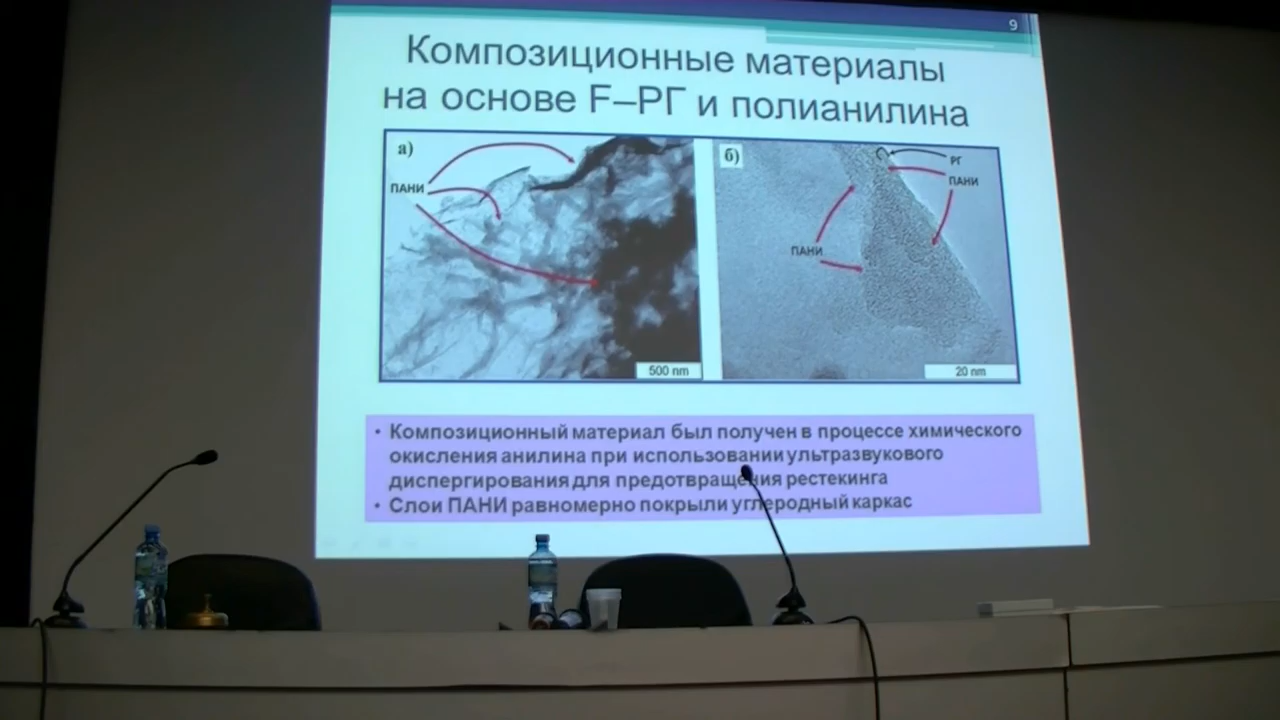 9
Композиционные материалы
на основе F–РГ и полианилина
а)
ПАНИ
500 nm
б)
РГ
ПАНИ
ПАНИ
20 nm
• Композиционный материал был получен в процессе химического
окисления анилина при использовании ультразвукового
диспергирования для предотвращения рестекинга
• Слои ПАНИ равномерно покрыли углеродный каркас